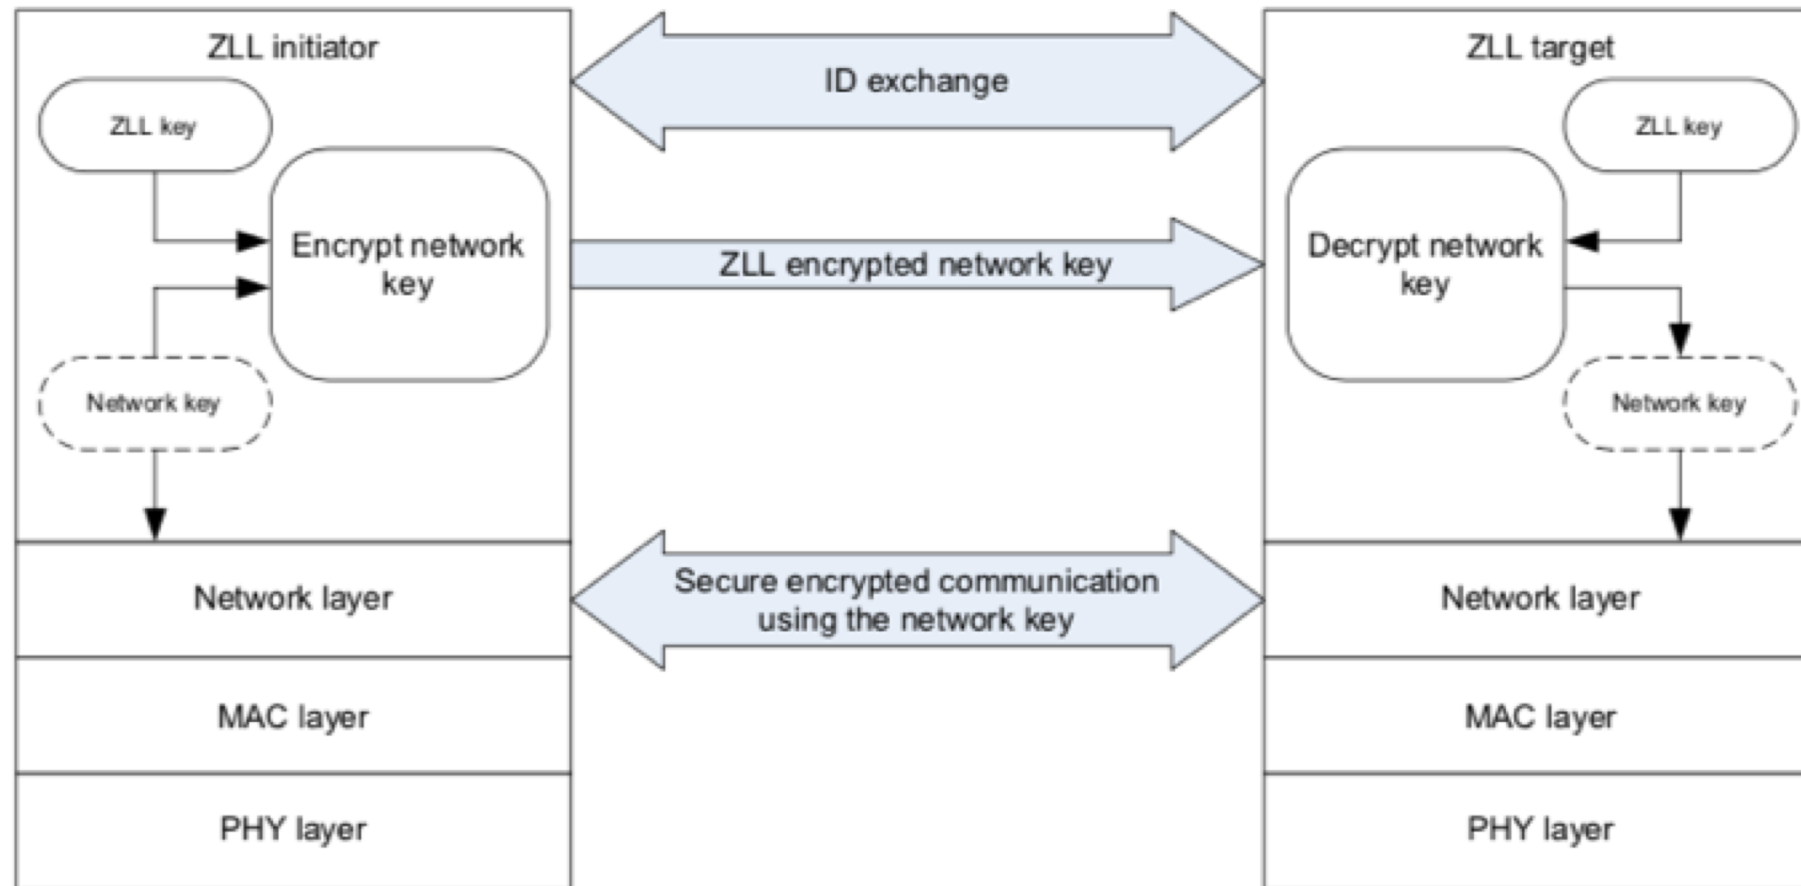 ZLL initiator
ZLL key
Encrypt network
key
Network key
Network layer
MAC layer
PHY layer
ID exchange
ZLL encrypted network key
Secure encrypted communication
using the network key
ZLL target
ZLL key
Decrypt network
key
Network key
Network layer
MAC layer
PHY layer